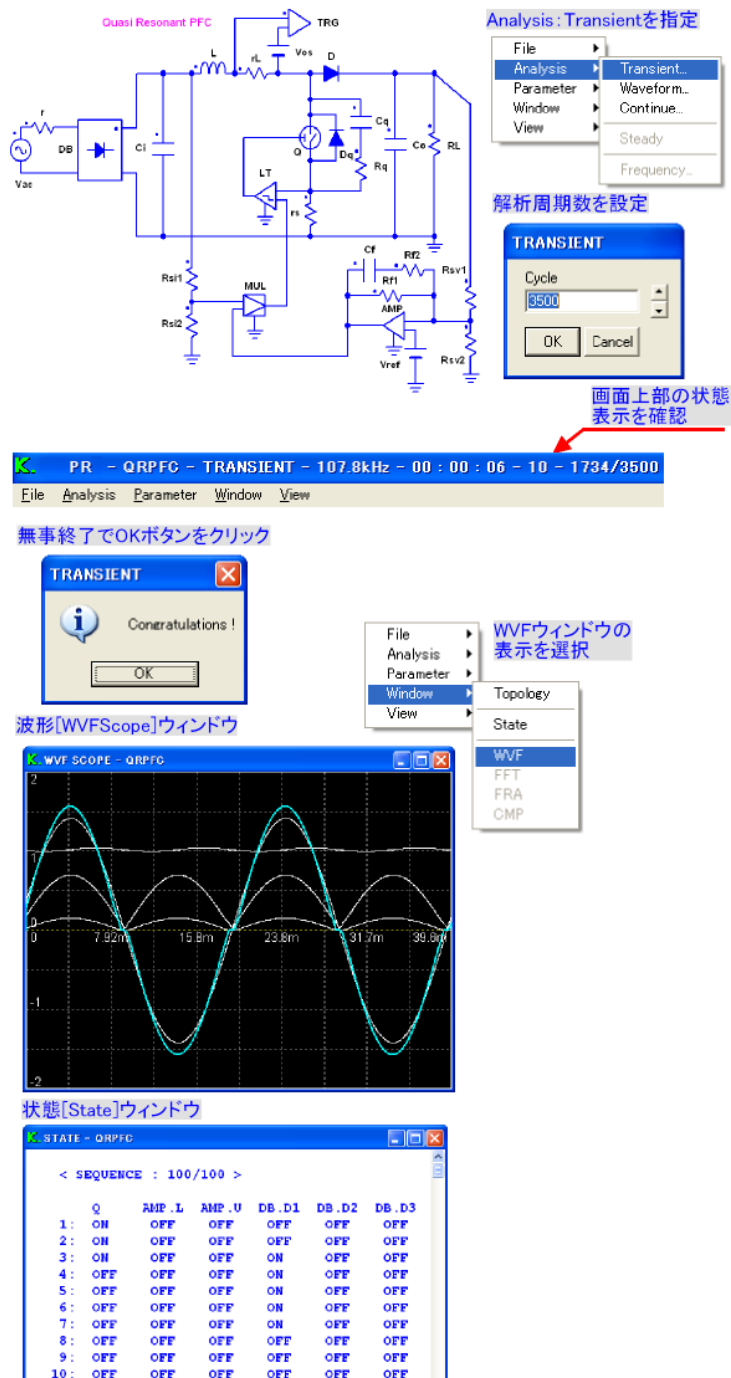 Quasi Resonant PFC
TRG
Vos
L
rL
D
r
DB
Ci
Vac
Q
Dq
Cq
Rq
Co
RL
LT
rs
Rsi1
Rsi2
MUL
Cf
Rf2
Rf1
AMP
Vref
Rsv1
Rsv2
Analysis:Transientを指定
File
Analysis
Parameter
Window
View
Transient...
Waveform...
Continue...
Steady
Frequency...
解析周期数を設定
TRANSIENT
Cycle
3500
OK
Cancel
画面上部の状態
表示を確認
K. PR - QRPFC - TRANSIENT - 107.8kHz - 00 : 00 : 06 - 10 - 1734/3500
File Analysis Parameter Window View
無事終了でOKボタンをクリック
TRANSIENT
Congratulations !
OK
File
Analysis
Parameter
Window
View
WVFウィンドウの
表示を選択
Topology
State
WVF
FFT
FRA
CMP
波形[WVFScope]ウィンドウ
K. WVF SCOPE - QRPFC
2
1
0
0 7.92m 15.8m 23.8m 31.7m 39.6m
-1
-2
状態[State]ウィンドウ
K. STATE - QRPFC
< SEQUENCE : 100/100 >
Q AMP.L AMP.U DB.D1 DB.D2 DB.D3
1: ON OFF OFF OFF OFF OFF
2: ON OFF OFF OFF OFF OFF
3: ON OFF OFF ON OFF OFF
4: OFF OFF OFF ON OFF OFF
5: OFF OFF OFF ON OFF OFF
6: OFF OFF OFF ON OFF OFF
7: OFF OFF OFF ON OFF OFF
8: OFF OFF OFF OFF OFF OFF
9: OFF OFF OFF OFF OFF OFF
10: OFF OFF OFF OFF OFF OFF